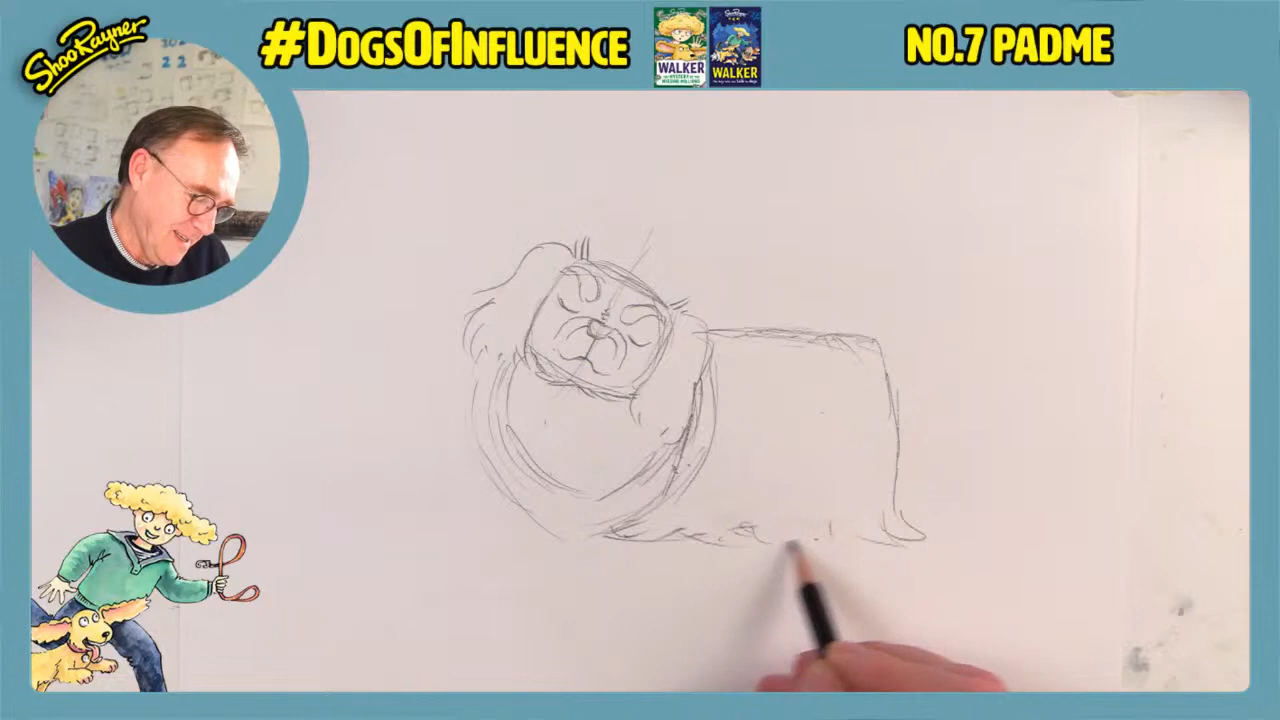 ShooRayner
#DogsOfInfluence
WALKER
WALKER
NO.7 PADME